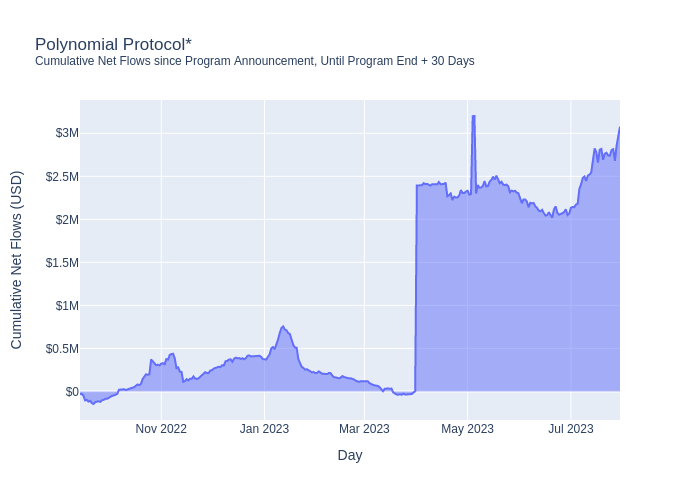 Polynomial Protocol*
Cumulative Net Flows since Program Announcement, Until Program End + 30 Days
Cumulative Net Flows (USD)
$3M
$2.5M
$2M
$1.5M
$1M
$0.5M
$0
Nov 2022 Jan 2023 Mar 2023 May 2023 Jul 2023
Day